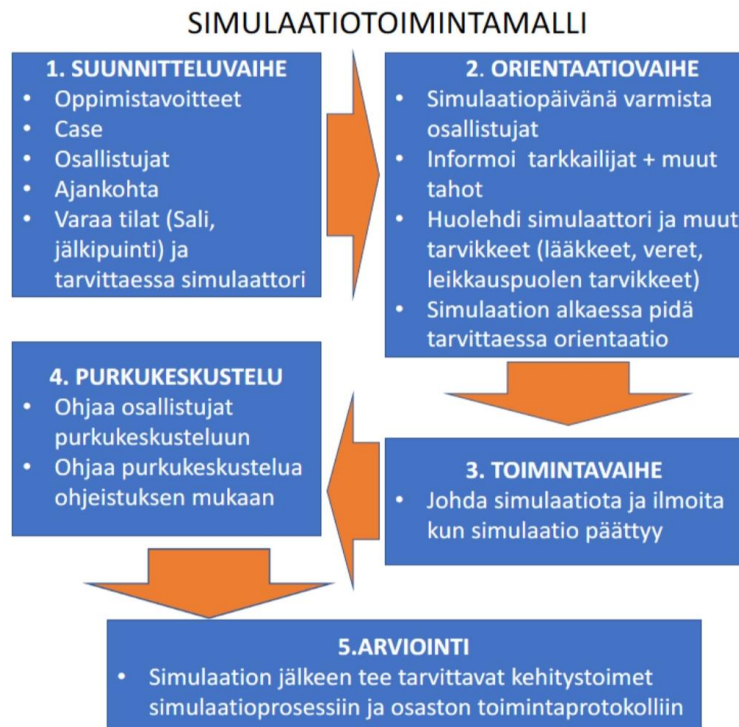 SIMULAATIOTOIMINTAMALLI
1. SUUNNITTELUVAIHE
• Oppimistavoitteet
• Case
• Osallistujat
• Ajankohta
• Varaa tilat (Sali,
jälkipuinti) ja
tarvittaessa simulaattori
2. ORIENTAATIOVAIHE
• Simulaatiopäivänä varmista
osallistujat
• Informoi tarkkailijat + muut
tahot
• Huolehdi simulaattori ja muut
tarvikkeet (lääkkeet, veret,
leikkauspuolen tarvikkeet)
• Simulaation alkaessa pidä
tarvittaessa orientaatio
3. TOIMINTAVAIHE
• Johda simulaatiota ja ilmoita
kun simulaatio päättyy
4. PURKUKESKUSTELU
• Ohjaa osallistujat
purkukeskusteluun
• Ohjaa purkukeskustelua
ohjeistuksen mukaan
5.ARVIOINTI
• Simulaation jälkeen tee tarvittavat kehitystoimet
simulaatioprosessiin ja osaston toimintaprotokolliin